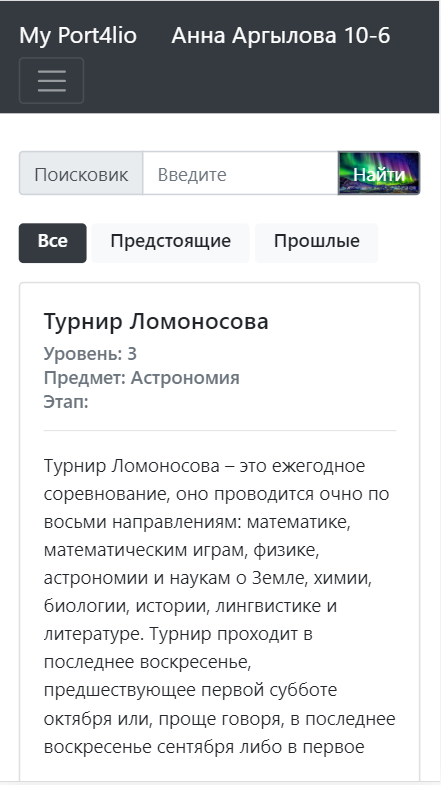 My Port4lio Анна Аргылова 10-6
Поисковик Введите Найти
Все Предстоящие Прошлые
Турнир Ломоносова
Уровень: 3
Предмет: Астрономия
Этап:
Турнир Ломоносова – это ежегодное
соревнование, оно проводится очно по
восьми направлениям: математике,
математическим играм, физике,
астрономии и наукам о Земле, химии,
биологии, истории, лингвистике и
литературе. Турнир проходит в
последнее воскресенье,
предшествующее первой субботе
октября или, проще говоря, в последнее
воскресенье сентября либо в первое